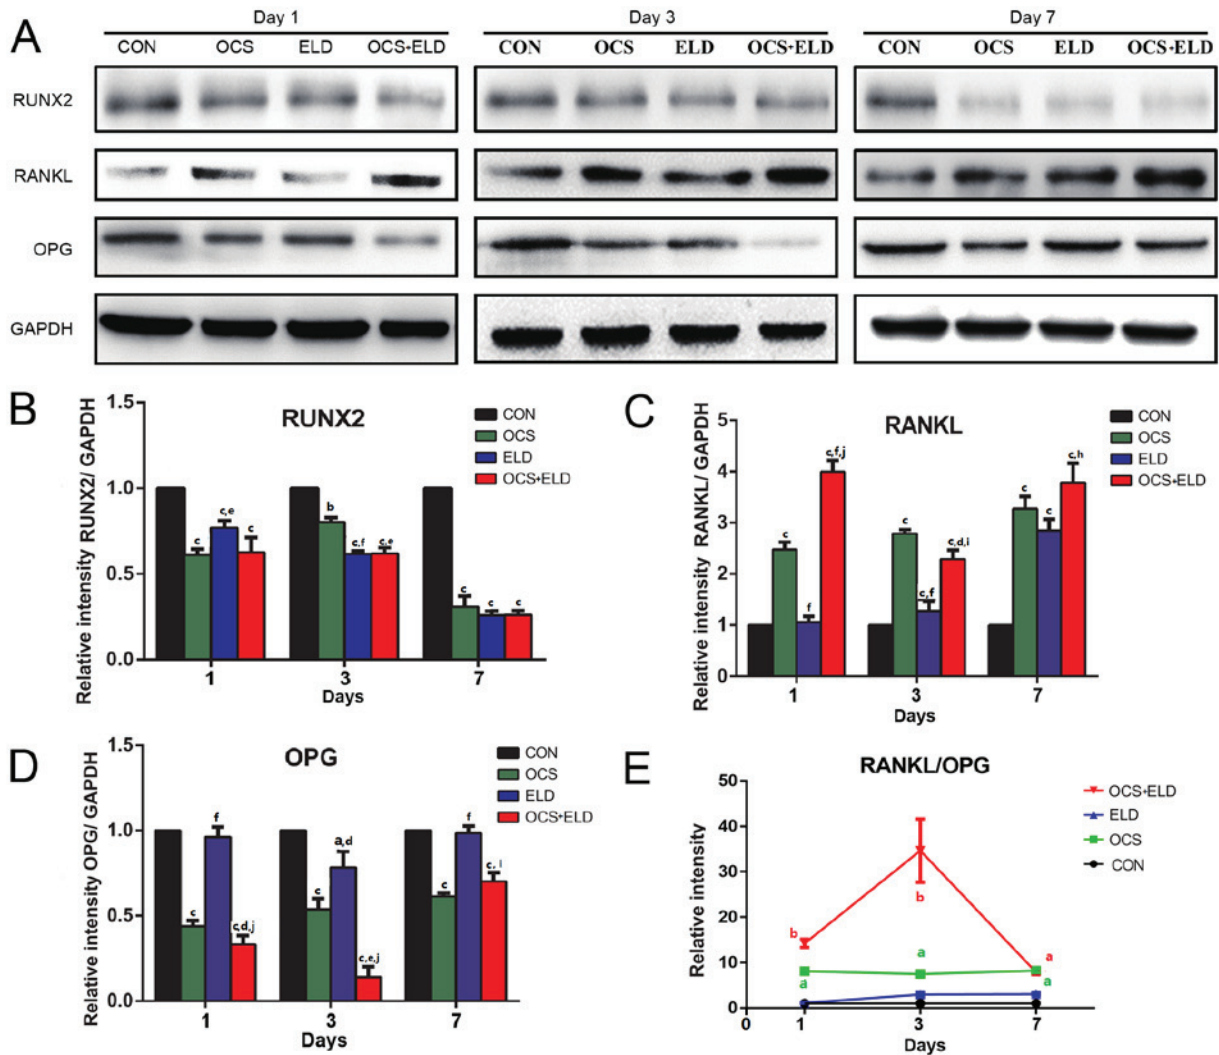 A
Day 1
Day 3
Day 7
CON OCS ELD OCS+ELD
CON OCS ELD OCS+ELD
CON OCS ELD OCS+ELD
RUNX2
RANKL
OPG
GAPDH
B
RUNX2
Relative intensity RUNX2/ GAPDH
1.5
1.0
0.5
0.0
c
c,e
c
b
c,f
c,e
c
c
c
1 3 7
Days
CON
OCS
ELD
OCS+ELD
C
RANKL
Relative intensity RANKL/ GAPDH
5
4
3
2
1
0
c
f
c,f,j
c
c,f
c,d,i
c
c
c,h
1 3 7
Days
CON
OCS
ELD
OCS+ELD
D
OPG
Relative intensity OPG/ GAPDH
1.5
1.0
0.5
0.0
c
f
c,d,j
c
a,d
c,e,j
c
f
c, i
1 3 7
Days
CON
OCS
ELD
OCS+ELD
E
RANKL/OPG
Relative intensity
50
40
30
20
10
0
b
a
b
a
a
a
0 1 3 7
Days
OCS+ELD
ELD
OCS
CON